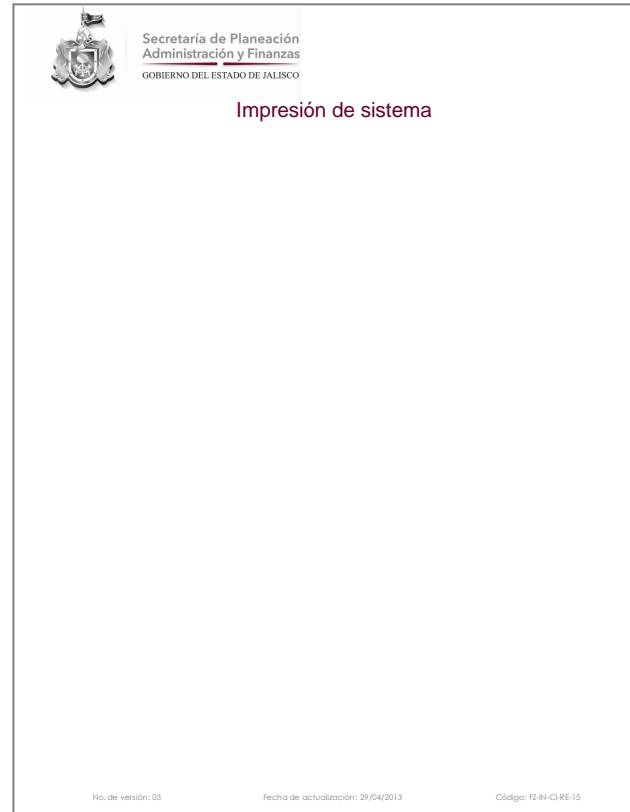 Secretaría de Planeación
Administración y Finanzas
GOBIERNO DEL ESTADO DE JALISCO
Impresión de sistema
No. de versión: 03 Fecha de actualización: 29/04/2013 Código: FZ-IN-CI-RE-15